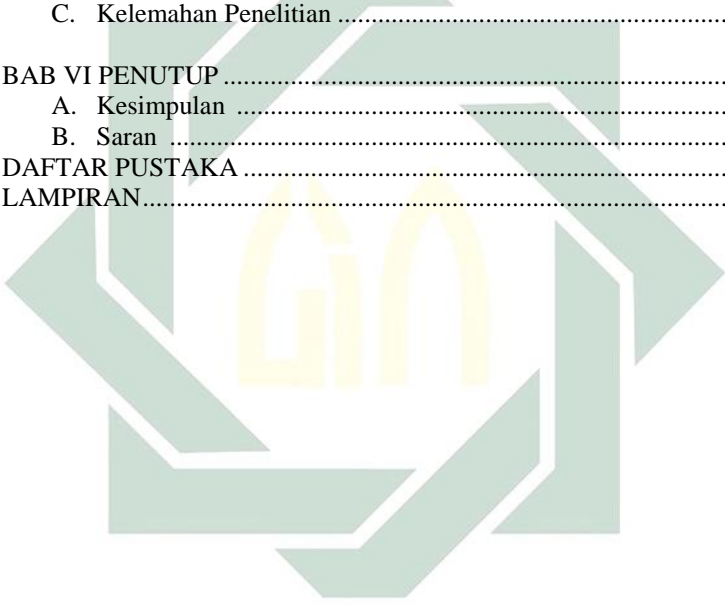 C. Kelemahan Penelitian ..........................................................
BAB VI PENUTUP ..........................................................................
A. Kesimpulan ........................................................................
B. Saran ..................................................................................
DAFTAR PUSTAKA .......................................................................
LAMPIRAN......................................................................................